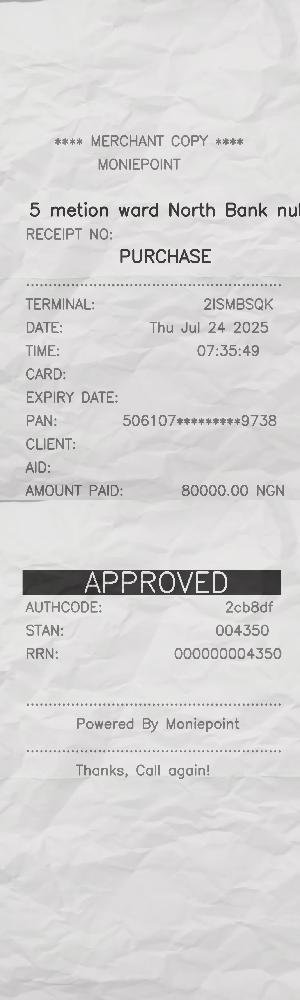 **** MERCHANT COPY ****
MONIEPOINT
5 metion ward North Bank nul
RECEIPT NO:
PURCHASE
TERMINAL: 2ISMBSQK
DATE: Thu Jul 24 2025
TIME: 07:35:49
CARD:
EXPIRY DATE:
PAN: 506107*********9738
CLIENT:
AID:
AMOUNT PAID: 80000.00 NGN
APPROVED
AUTHCODE: 2cb8df
STAN: 004350
RRN: 000000004350
Powered By Moniepoint
Thanks, Call again!